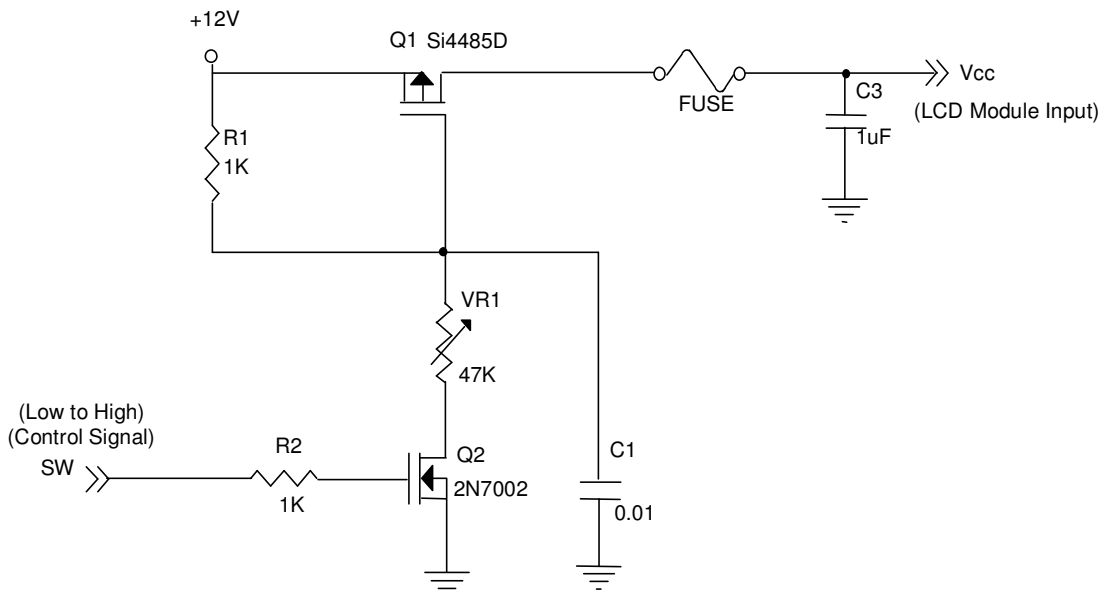 +12V
Q1 Si4485D
Vcc
FUSE
C3
(LCD Module Input)
1uF
R1
1K
VR1
47K
(Low to High)
(Control Signal)
SW
R2
1K
Q2
2N7002
C1
0.01